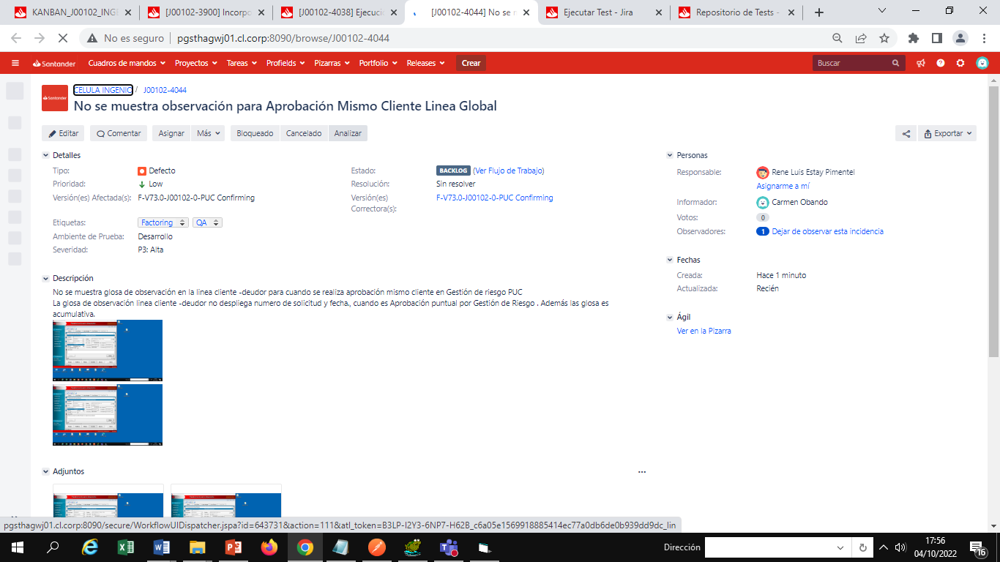 KANBAN_J00102_INGE
[J00102-3900] Incorpo
[J00102-4038] Ejecució
[J00102-4044] No se m
Ejecutar Test - Jira
Repositorio de Tests -
No es seguro
pgsthagwj01.cl.corp:8090/browse/J00102-4044
Santander
Cuadros de mandos
Proyectos
Tareas
Profields
Pizarras
Portfolio
Releases
Crear
Buscar
CELULA INGENIO / J00102-4044
No se muestra observación para Aprobación Mismo Cliente Linea Global
Editar
Comentar
Asignar
Más
Bloqueado
Cancelado
Analizar
Exportar
Detalles
Tipo: Defecto
Prioridad: Low
Versión(es) Afectada(s): F-V73.0-J00102-0-PUC Confirming
Etiquetas: Factoring QA
Ambiente de Prueba: Desarrollo
Severidad: P3: Alta
Estado: BACKLOG (Ver Flujo de Trabajo)
Resolución: Sin resolver
Versión(es) Correctora(s): F-V73.0-J00102-0-PUC Confirming
Descripción
No se muestra glosa de observación en la linea cliente -deudor para cuando se realiza aprobación mismo cliente en Gestión de riesgo PUC
La glosa de observación linea cliente -deudor no despliega numero de solicitud y fecha., cuando es Aprobación puntual por Gestión de Riesgo . Además las glosa es
acumulativa.
Adjuntos
Personas
Responsable: Rene Luis Estay Pimentel
Asignarme a mí
Informador: Carmen Obando
Votos: 0
Observadores: 1 Dejar de observar esta incidencia
Fechas
Creada: Hace 1 minuto
Actualizada: Recién
Ágil
Ver en la Pizarra
pgsthagwj01.cl.corp:8090/secure/WorkflowUIDispatcher.jspa?id=643731&action=111&atl_token=B3LP-I2Y3-6NP7-H62B_c6a05e1569918885414ec77a0db6de0b939dd9dc_lin
Dirección
17:56
04/10/2022
16